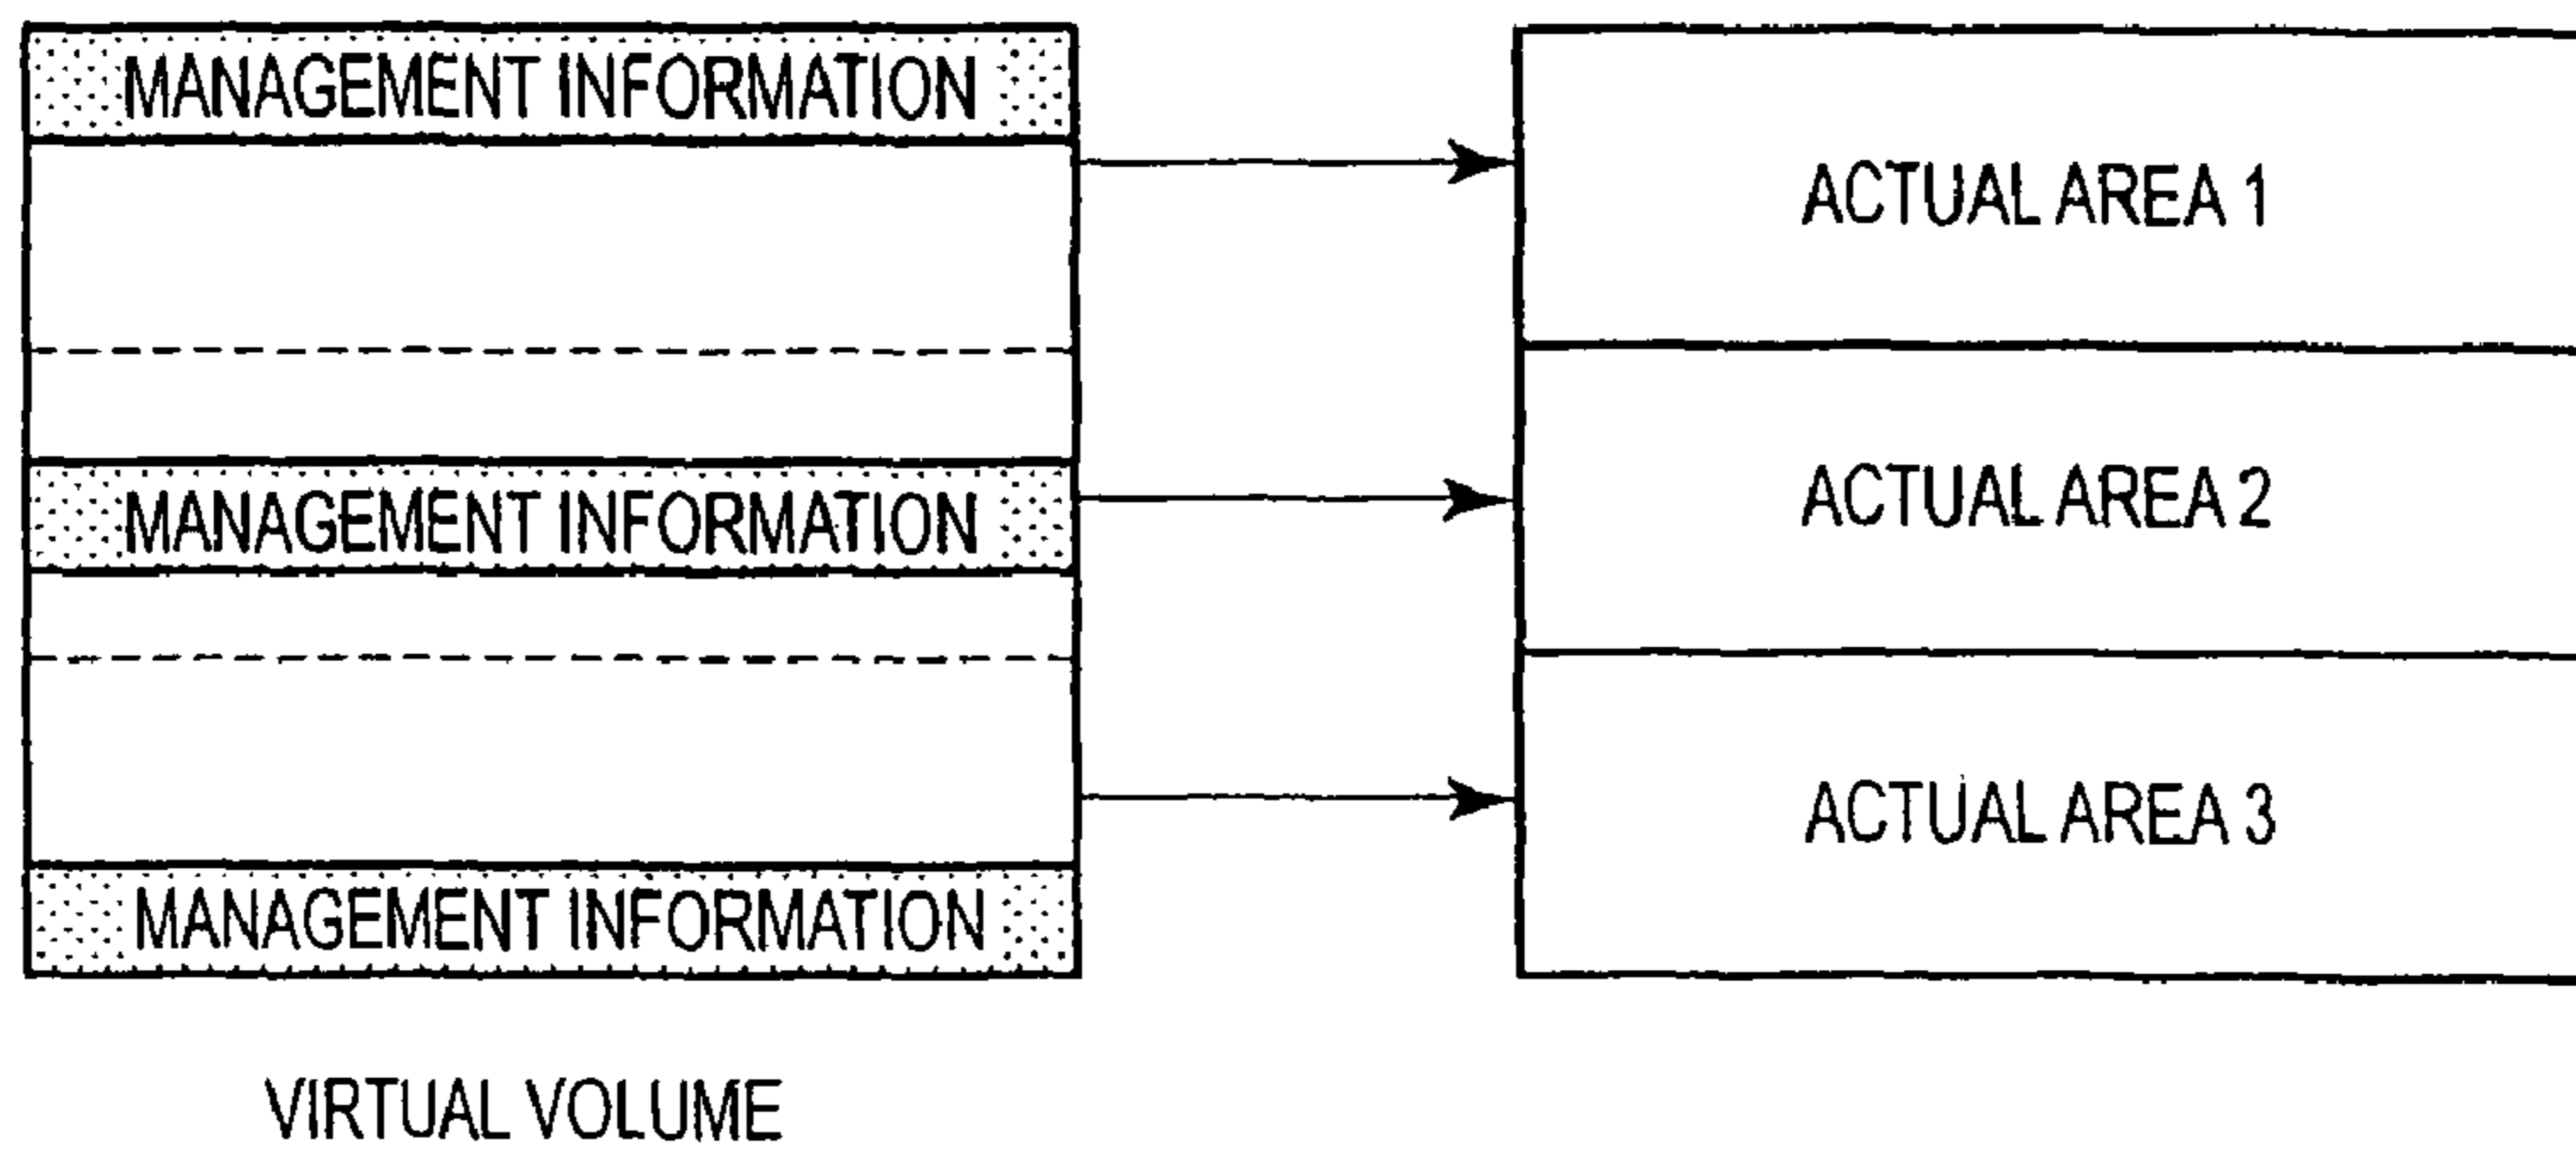 MANAGEMENT INFORMATION
ACTUAL AREA 1
MANAGEMENT INFORMATION
ACTUAL AREA 2
ACTUAL AREA 3
MANAGEMENT INFORMATION
VIRTUAL VOLUME